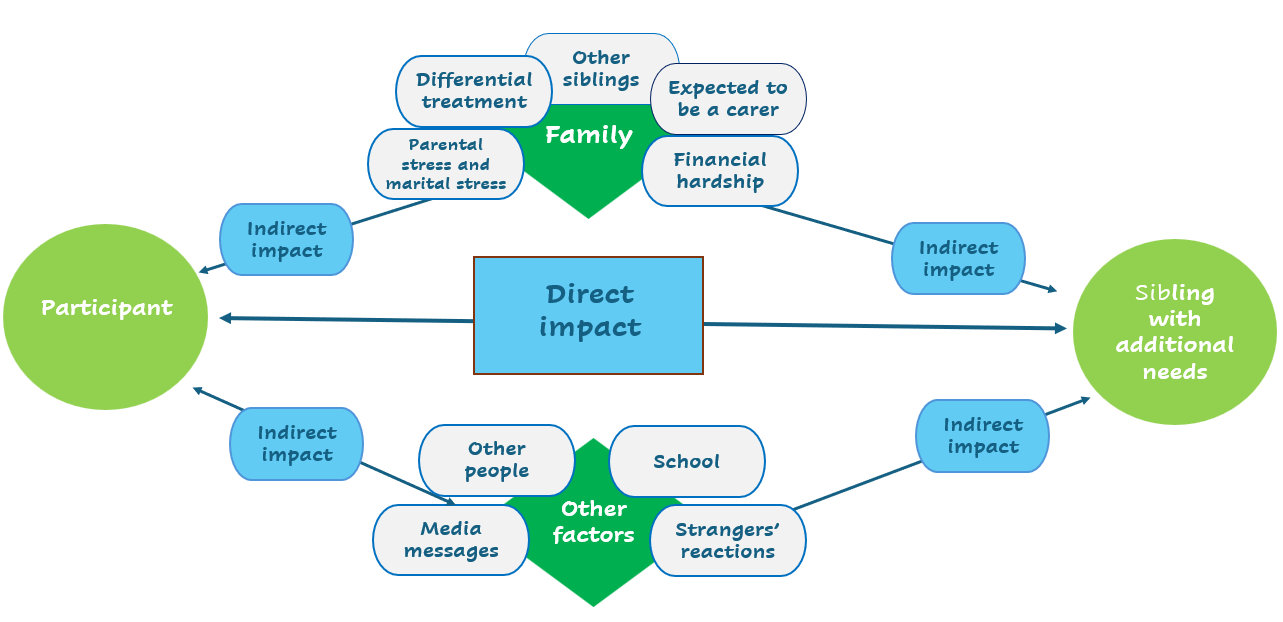 Other
siblings
Differential
treatment
Expected to
be a carer
Family
Parental
stress and
marital stress
Financial
hardship
Indirect
impact
Indirect
impact
Participant
Direct
impact
Sibling
with
additional
needs
Indirect
impact
Indirect
impact
Other
people
School
Other
factors
Media
messages
Strangers’
reactions